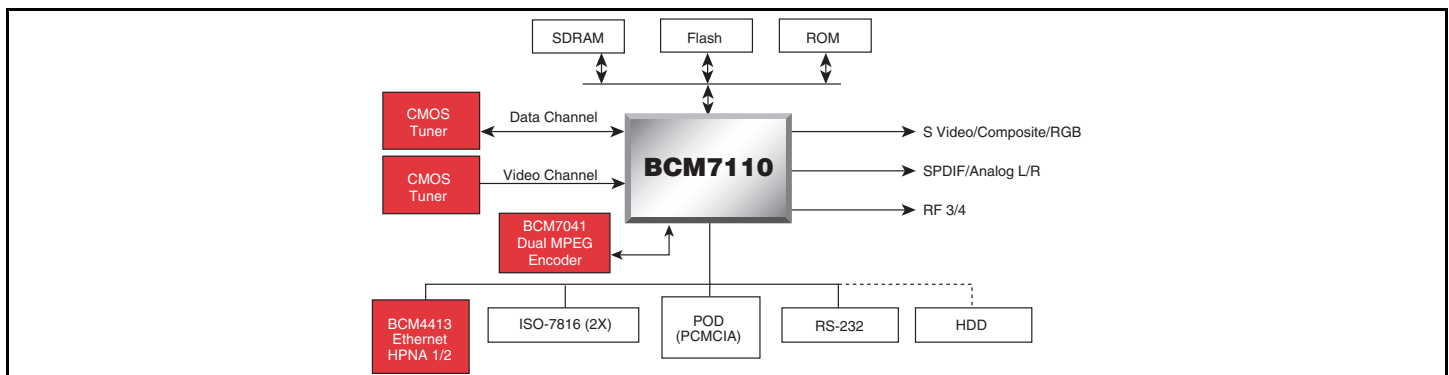 SDRAM
Flash
ROM
CMOS
Tuner
Data Channel
CMOS
Tuner
Video Channel
BCM7110
S Video/Composite/RGB
SPDIF/Analog L/R
RF 3/4
BCM7041
Dual MPEG
Encoder
BCM4413
Ethernet
HPNA 1/2
ISO-7816 (2X)
POD
(PCMCIA)
RS-232
HDD